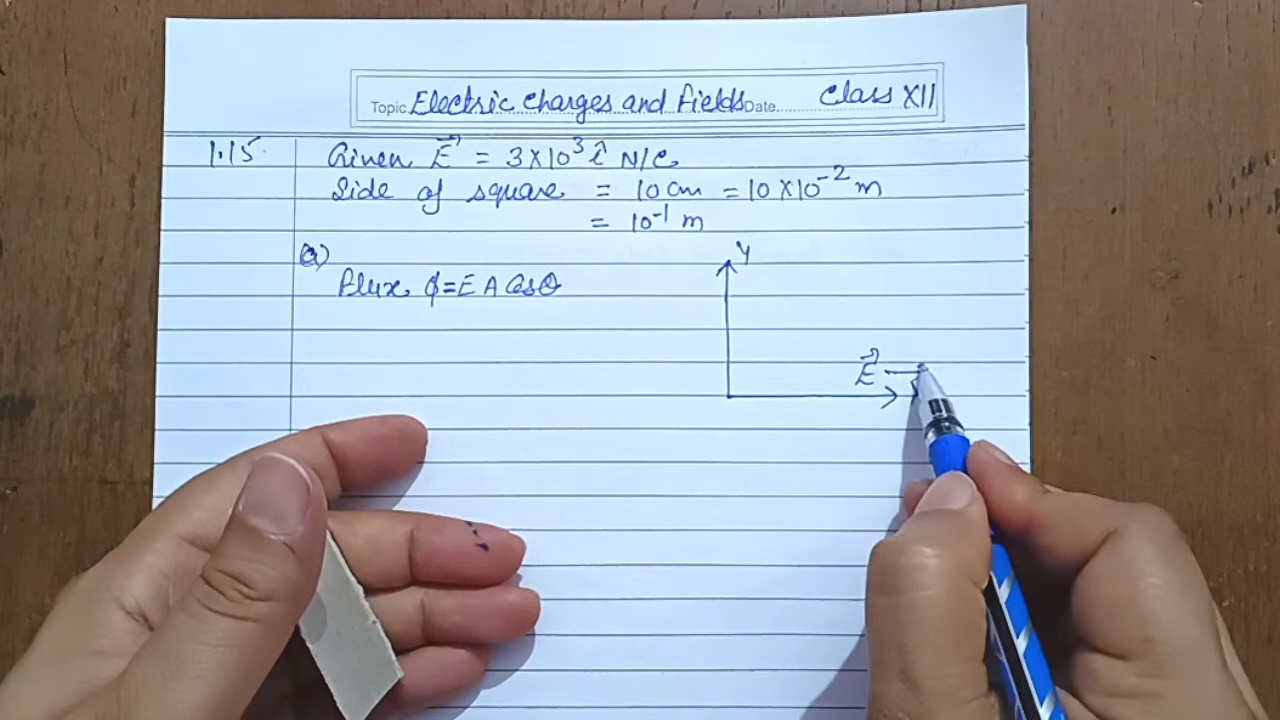 Topic Electric Charges and Fields Date Class XII
1.15 Given E⃗ = 3×10³ î N/C
Side of square = 10 cm = 10×10⁻² m
= 10⁻¹ m
(a)
Flux ϕ = E A Cosθ
Y
E⃗